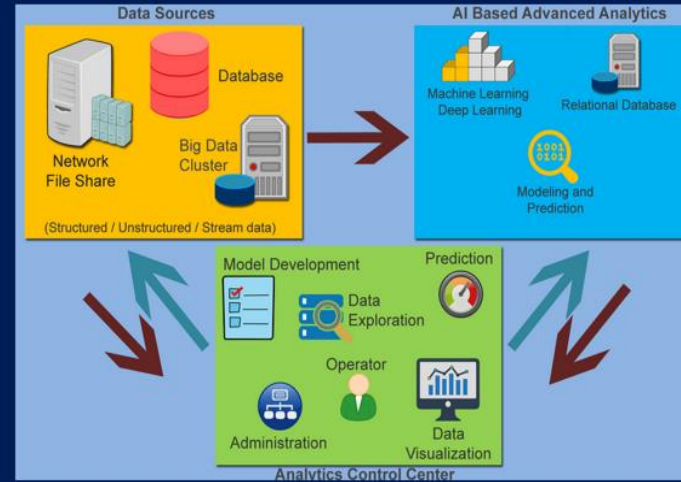 Data Sources
Database
Big Data
Cluster
Network
File Share
(Structured / Unstructured / Stream data)
AI Based Advanced Analytics
Machine Learning
Deep Learning
Relational Database
1001
0101
Modeling and
Prediction
Model Development
Prediction
Data
Exploration
Operator
Administration
Data
Visualization
Analytics Control Center